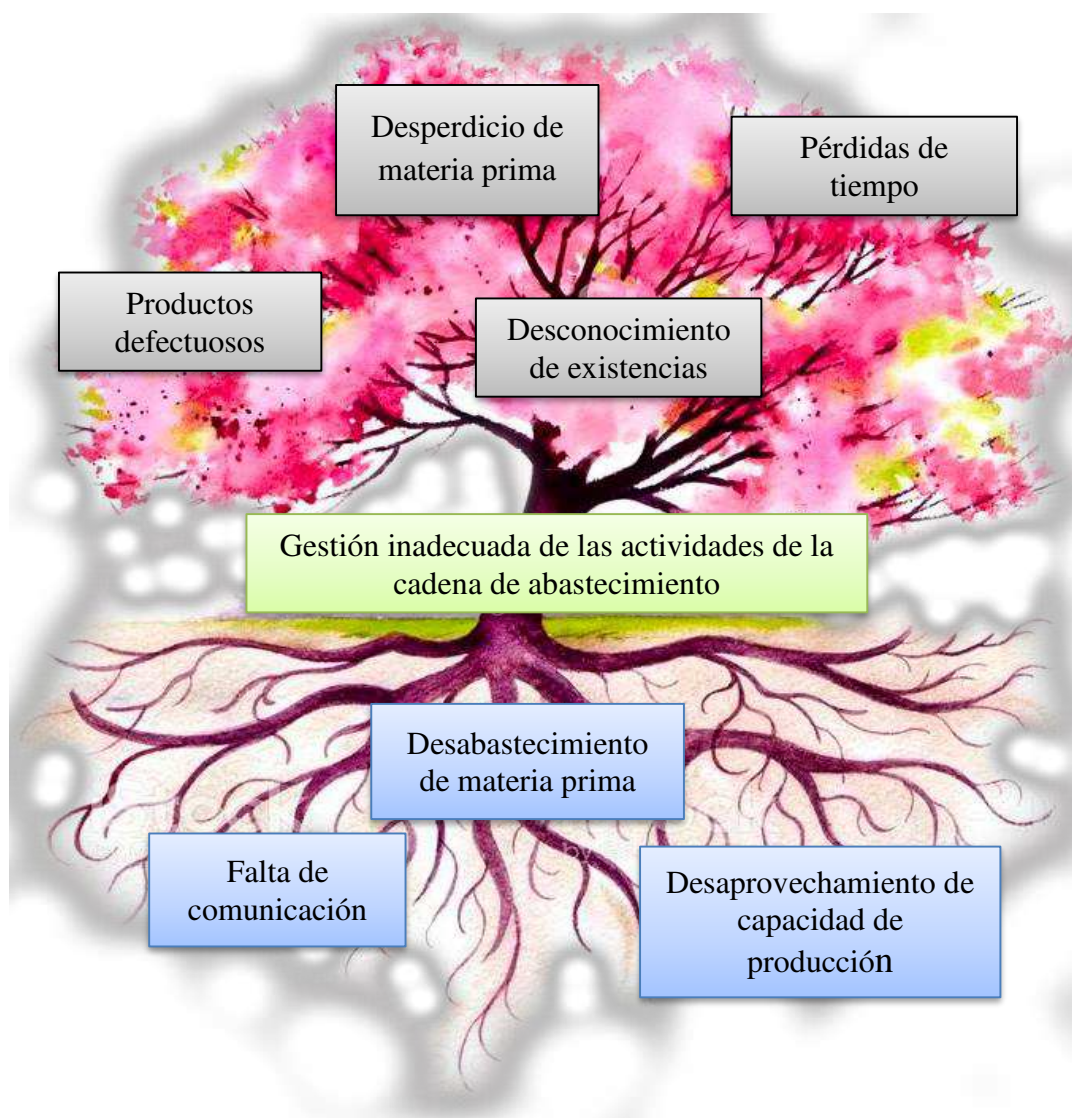 Desperdicio de
materia prima
Pérdidas de
tiempo
Productos
defectuosos
Desconocimiento
de existencias
Gestión inadecuada de las actividades de la
cadena de abastecimiento
Desabastecimiento
de materia prima
Falta de
comunicación
Desaprovechamiento de
capacidad de
producción